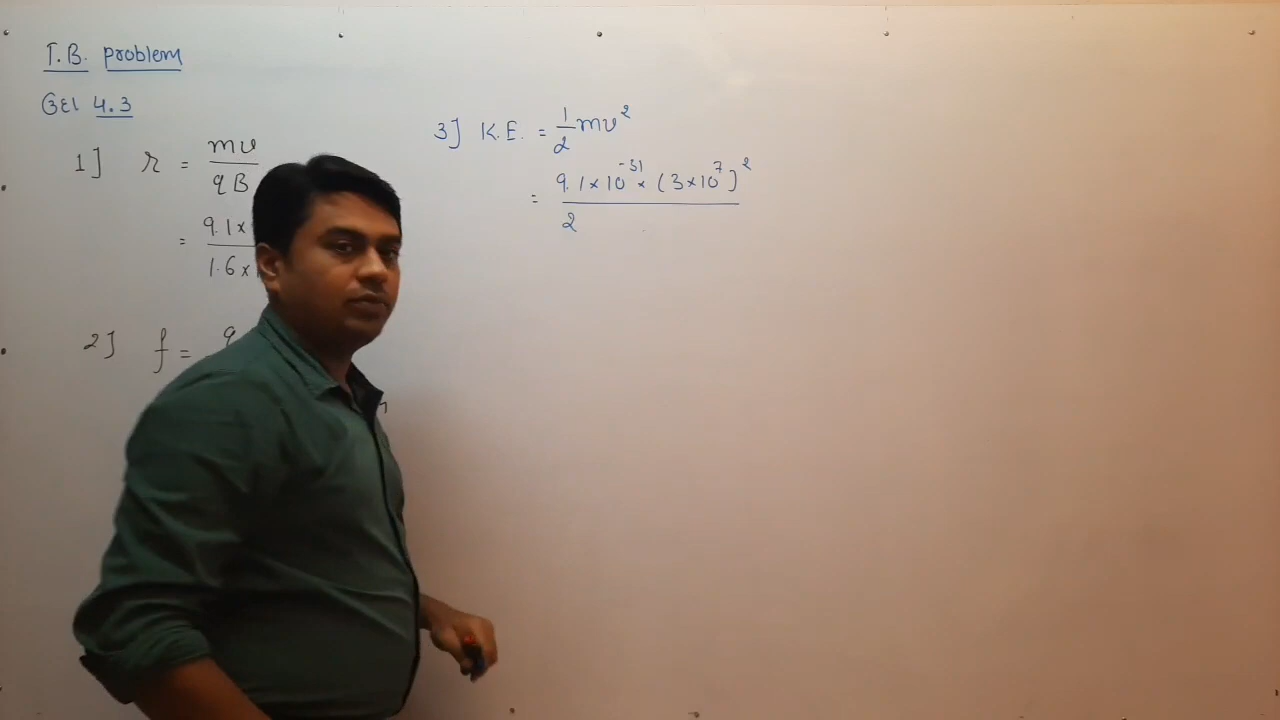 T.B. problem
GEI 4.3
1] r = mv / qB
= 9.1 × / 1.6 ×
2] f = q
3] K.E. = 1/2 mv²
= 9.1 × 10⁻³¹ × (3 × 10⁷)² / 2